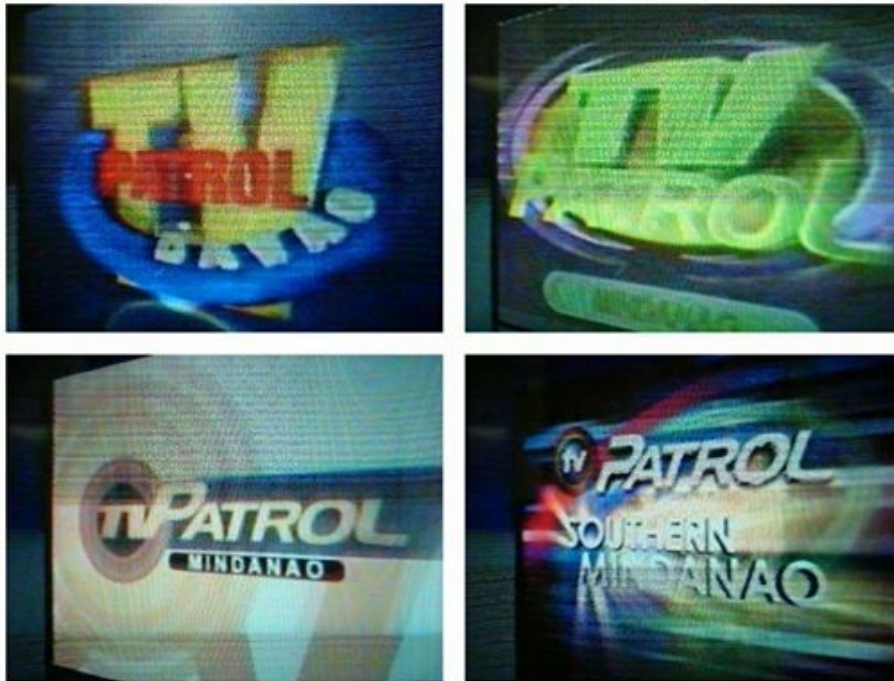 TV
PATROL
TV
PATROL
TV PATROL
MINDANAO
TV PATROL
SOUTHERN
MINDANAO